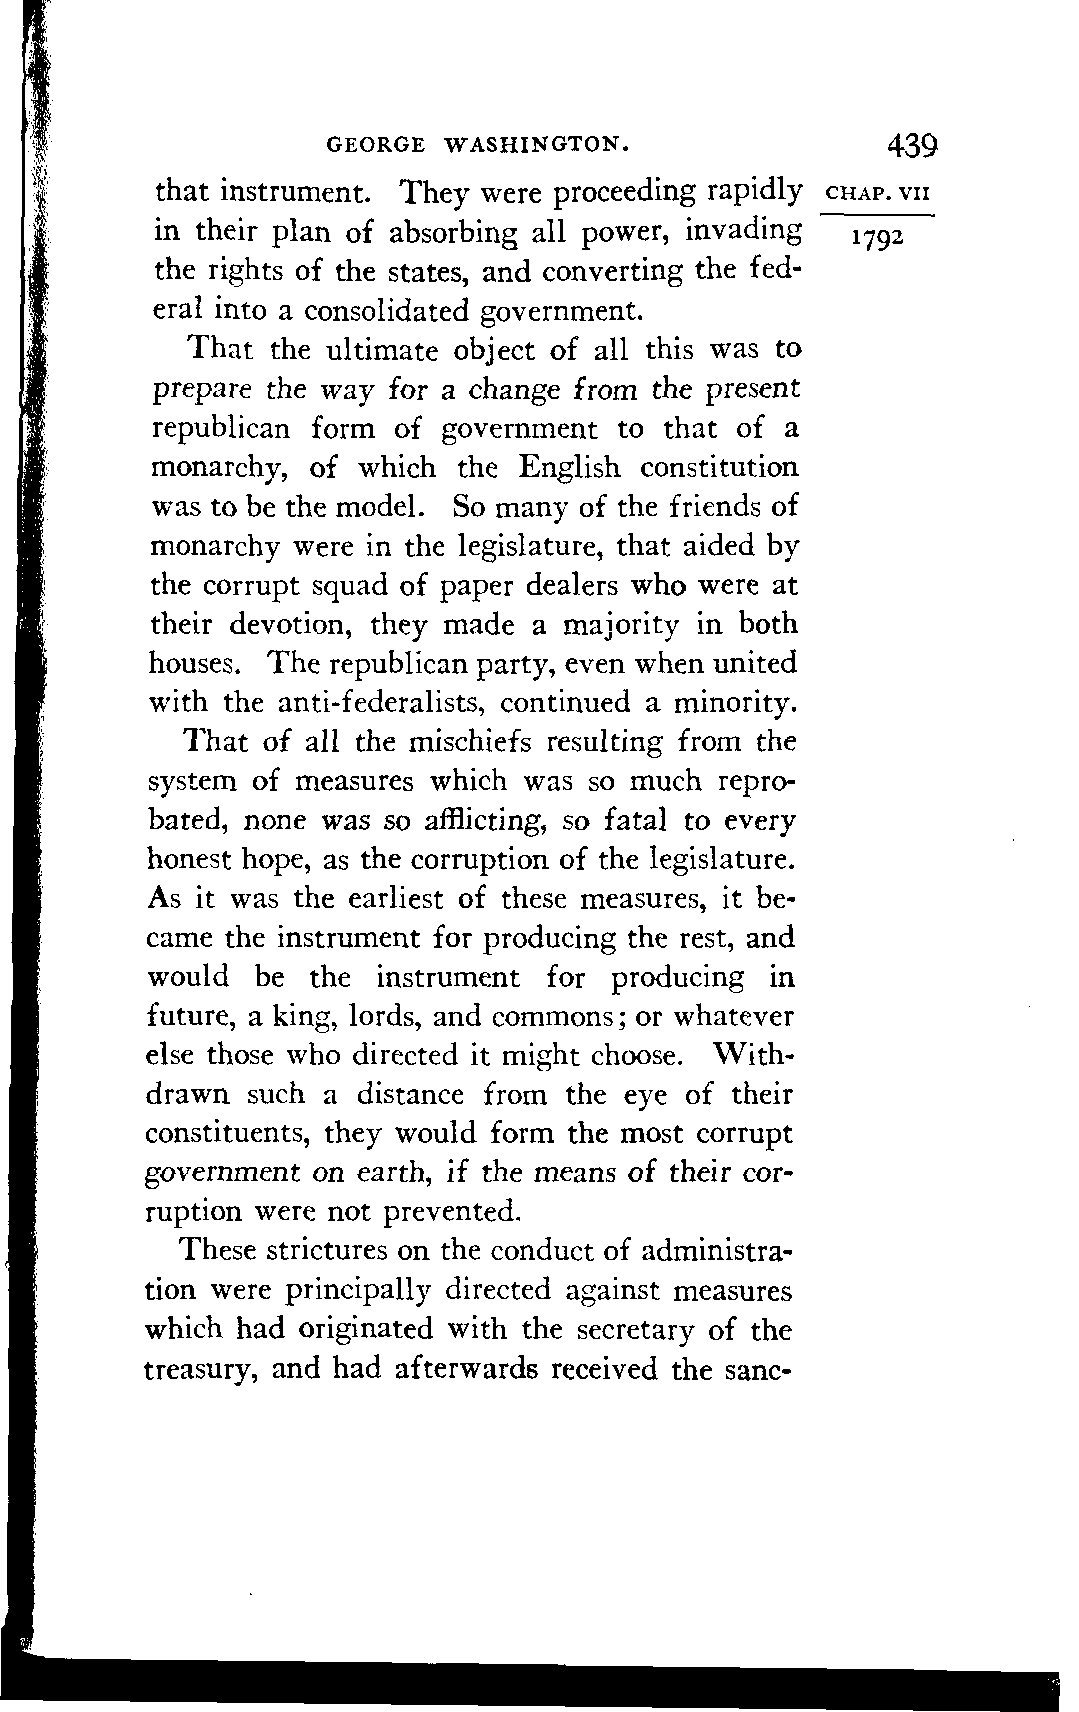 GEORGE WASHINGTON. 439
that instrument. They were proceeding rapidly CHAP. VII
in their plan of absorbing all power, invading 1792
the rights of the states, and converting the fed-
eral into a consolidated government.
That the ultimate object of all this was to
prepare the way for a change from the present
republican form of government to that of a
monarchy, of which the English constitution
was to be the model. So many of the friends of
monarchy were in the legislature, that aided by
the corrupt squad of paper dealers who were at
their devotion, they made a majority in both
houses. The republican party, even when united
with the anti-federalists, continued a minority.
That of all the mischiefs resulting from the
system of measures which was so much repro-
bated, none was so afflicting, so fatal to every
honest hope, as the corruption of the legislature.
As it was the earliest of these measures, it be-
came the instrument for producing the rest, and
would be the instrument for producing in
future, a king, lords, and commons; or whatever
else those who directed it might choose. With-
drawn such a distance from the eye of their
constituents, they would form the most corrupt
government on earth, if the means of their cor-
ruption were not prevented.
These strictures on the conduct of administra-
tion were principally directed against measures
which had originated with the secretary of the
treasury, and had afterwards received the sanc-